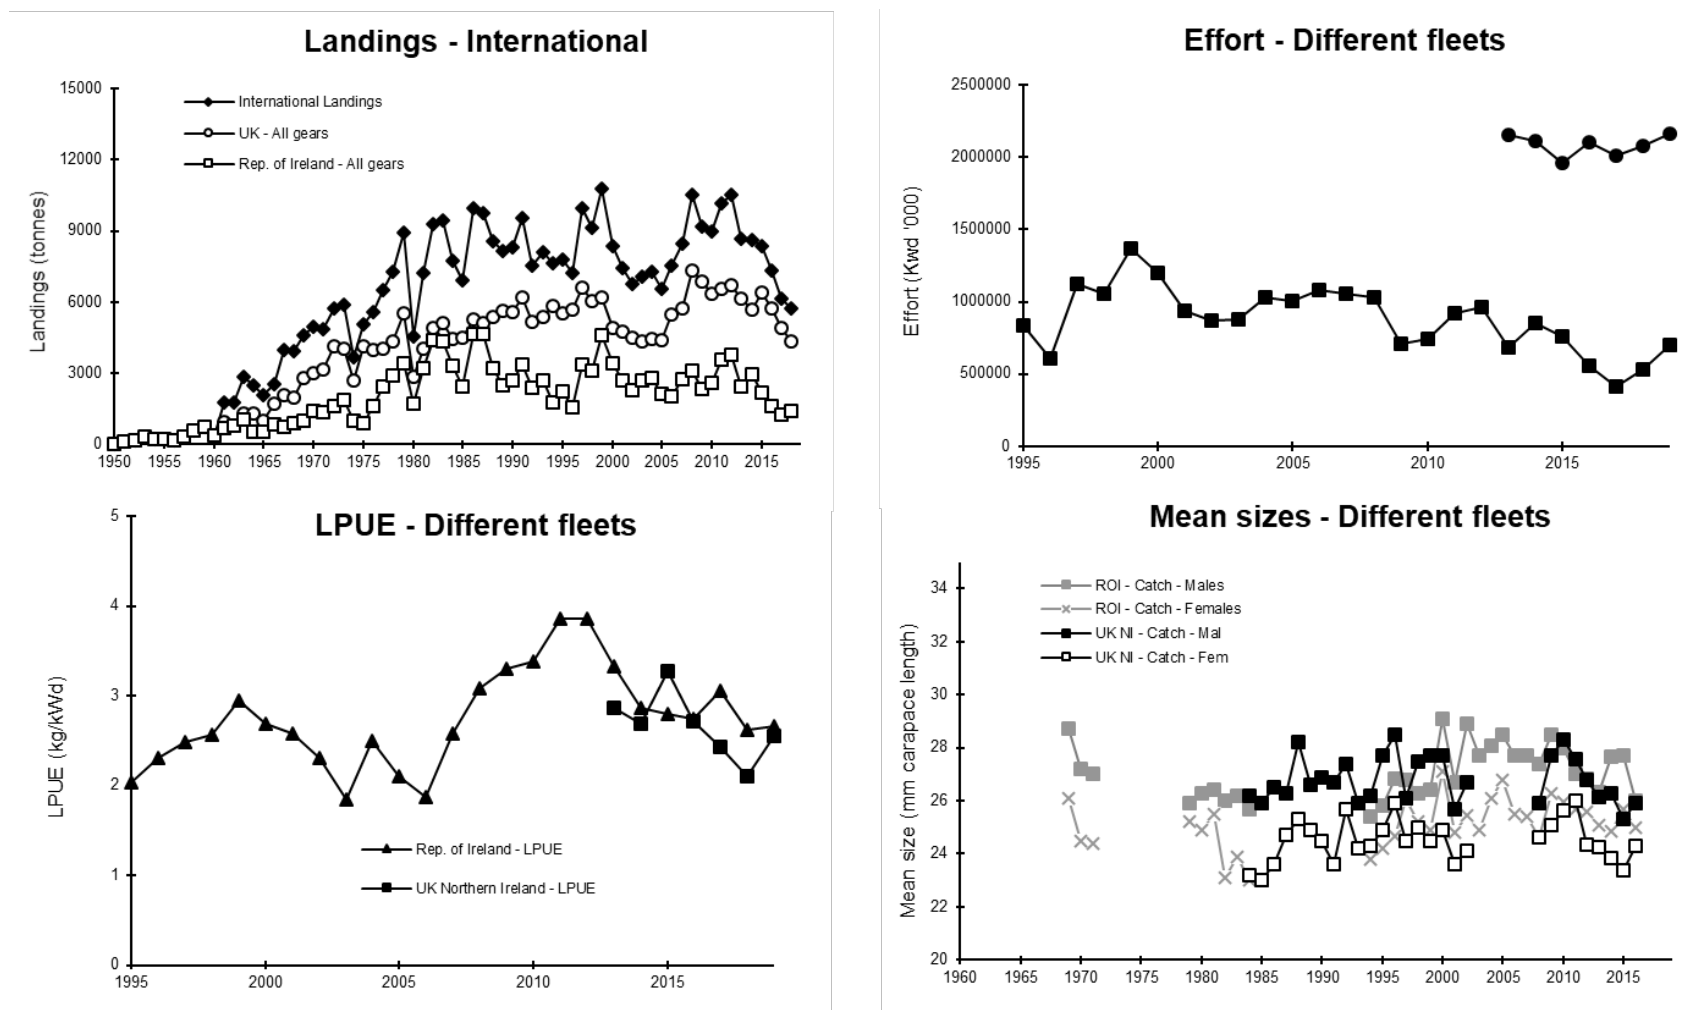 Landings - International
15000
12000
9000
6000
3000
0
Landings (tonnes)
International Landings
UK - All gears
Rep. of Ireland - All gears
1950 1955 1960 1965 1970 1975 1980 1985 1990 1995 2000 2005 2010 2015
Effort - Different fleets
2500000
2000000
1500000
1000000
500000
0
Effort (Kwd '000)
1995 2000 2005 2010 2015
LPUE - Different fleets
5
4
3
2
1
0
LPUE (kg/kWd)
Rep. of Ireland - LPUE
UK Northern Ireland - LPUE
1995 2000 2005 2010 2015
Mean sizes - Different fleets
34
32
30
28
26
24
22
20
Mean size (mm carapace length)
ROI - Catch - Males
ROI - Catch - Females
UK NI - Catch - Mal
UK NI - Catch - Fem
1960 1965 1970 1975 1980 1985 1990 1995 2000 2005 2010 2015